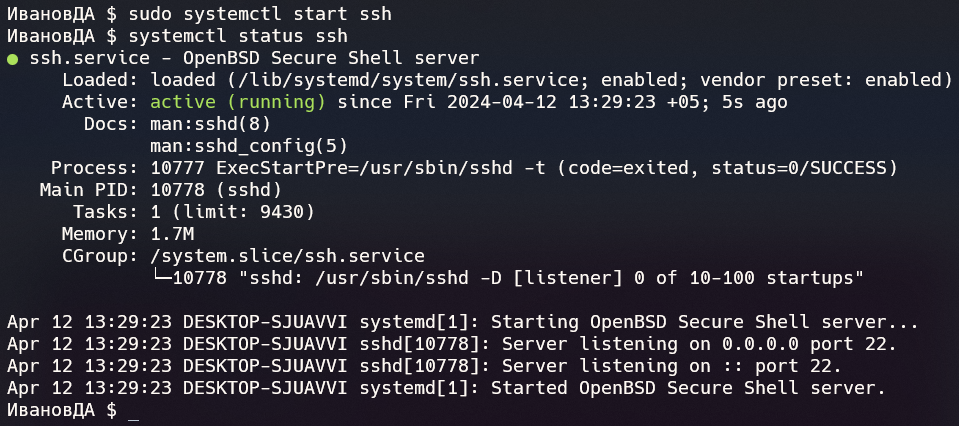 ИвановДА $ sudo systemctl start ssh
ИвановДА $ systemctl status ssh
● ssh.service - OpenBSD Secure Shell server
Loaded: loaded (/lib/systemd/system/ssh.service; enabled; vendor preset: enabled)
Active: active (running) since Fri 2024-04-12 13:29:23 +05; 5s ago
Docs: man:sshd(8)
man:sshd_config(5)
Process: 10777 ExecStartPre=/usr/sbin/sshd -t (code=exited, status=0/SUCCESS)
Main PID: 10778 (sshd)
Tasks: 1 (limit: 9430)
Memory: 1.7M
CGroup: /system.slice/ssh.service
└─10778 "sshd: /usr/sbin/sshd -D [listener] 0 of 10-100 startups"
Apr 12 13:29:23 DESKTOP-SJUAVVI systemd[1]: Starting OpenBSD Secure Shell server...
Apr 12 13:29:23 DESKTOP-SJUAVVI sshd[10778]: Server listening on 0.0.0.0 port 22.
Apr 12 13:29:23 DESKTOP-SJUAVVI sshd[10778]: Server listening on :: port 22.
Apr 12 13:29:23 DESKTOP-SJUAVVI systemd[1]: Started OpenBSD Secure Shell server.
ИвановДА $ _